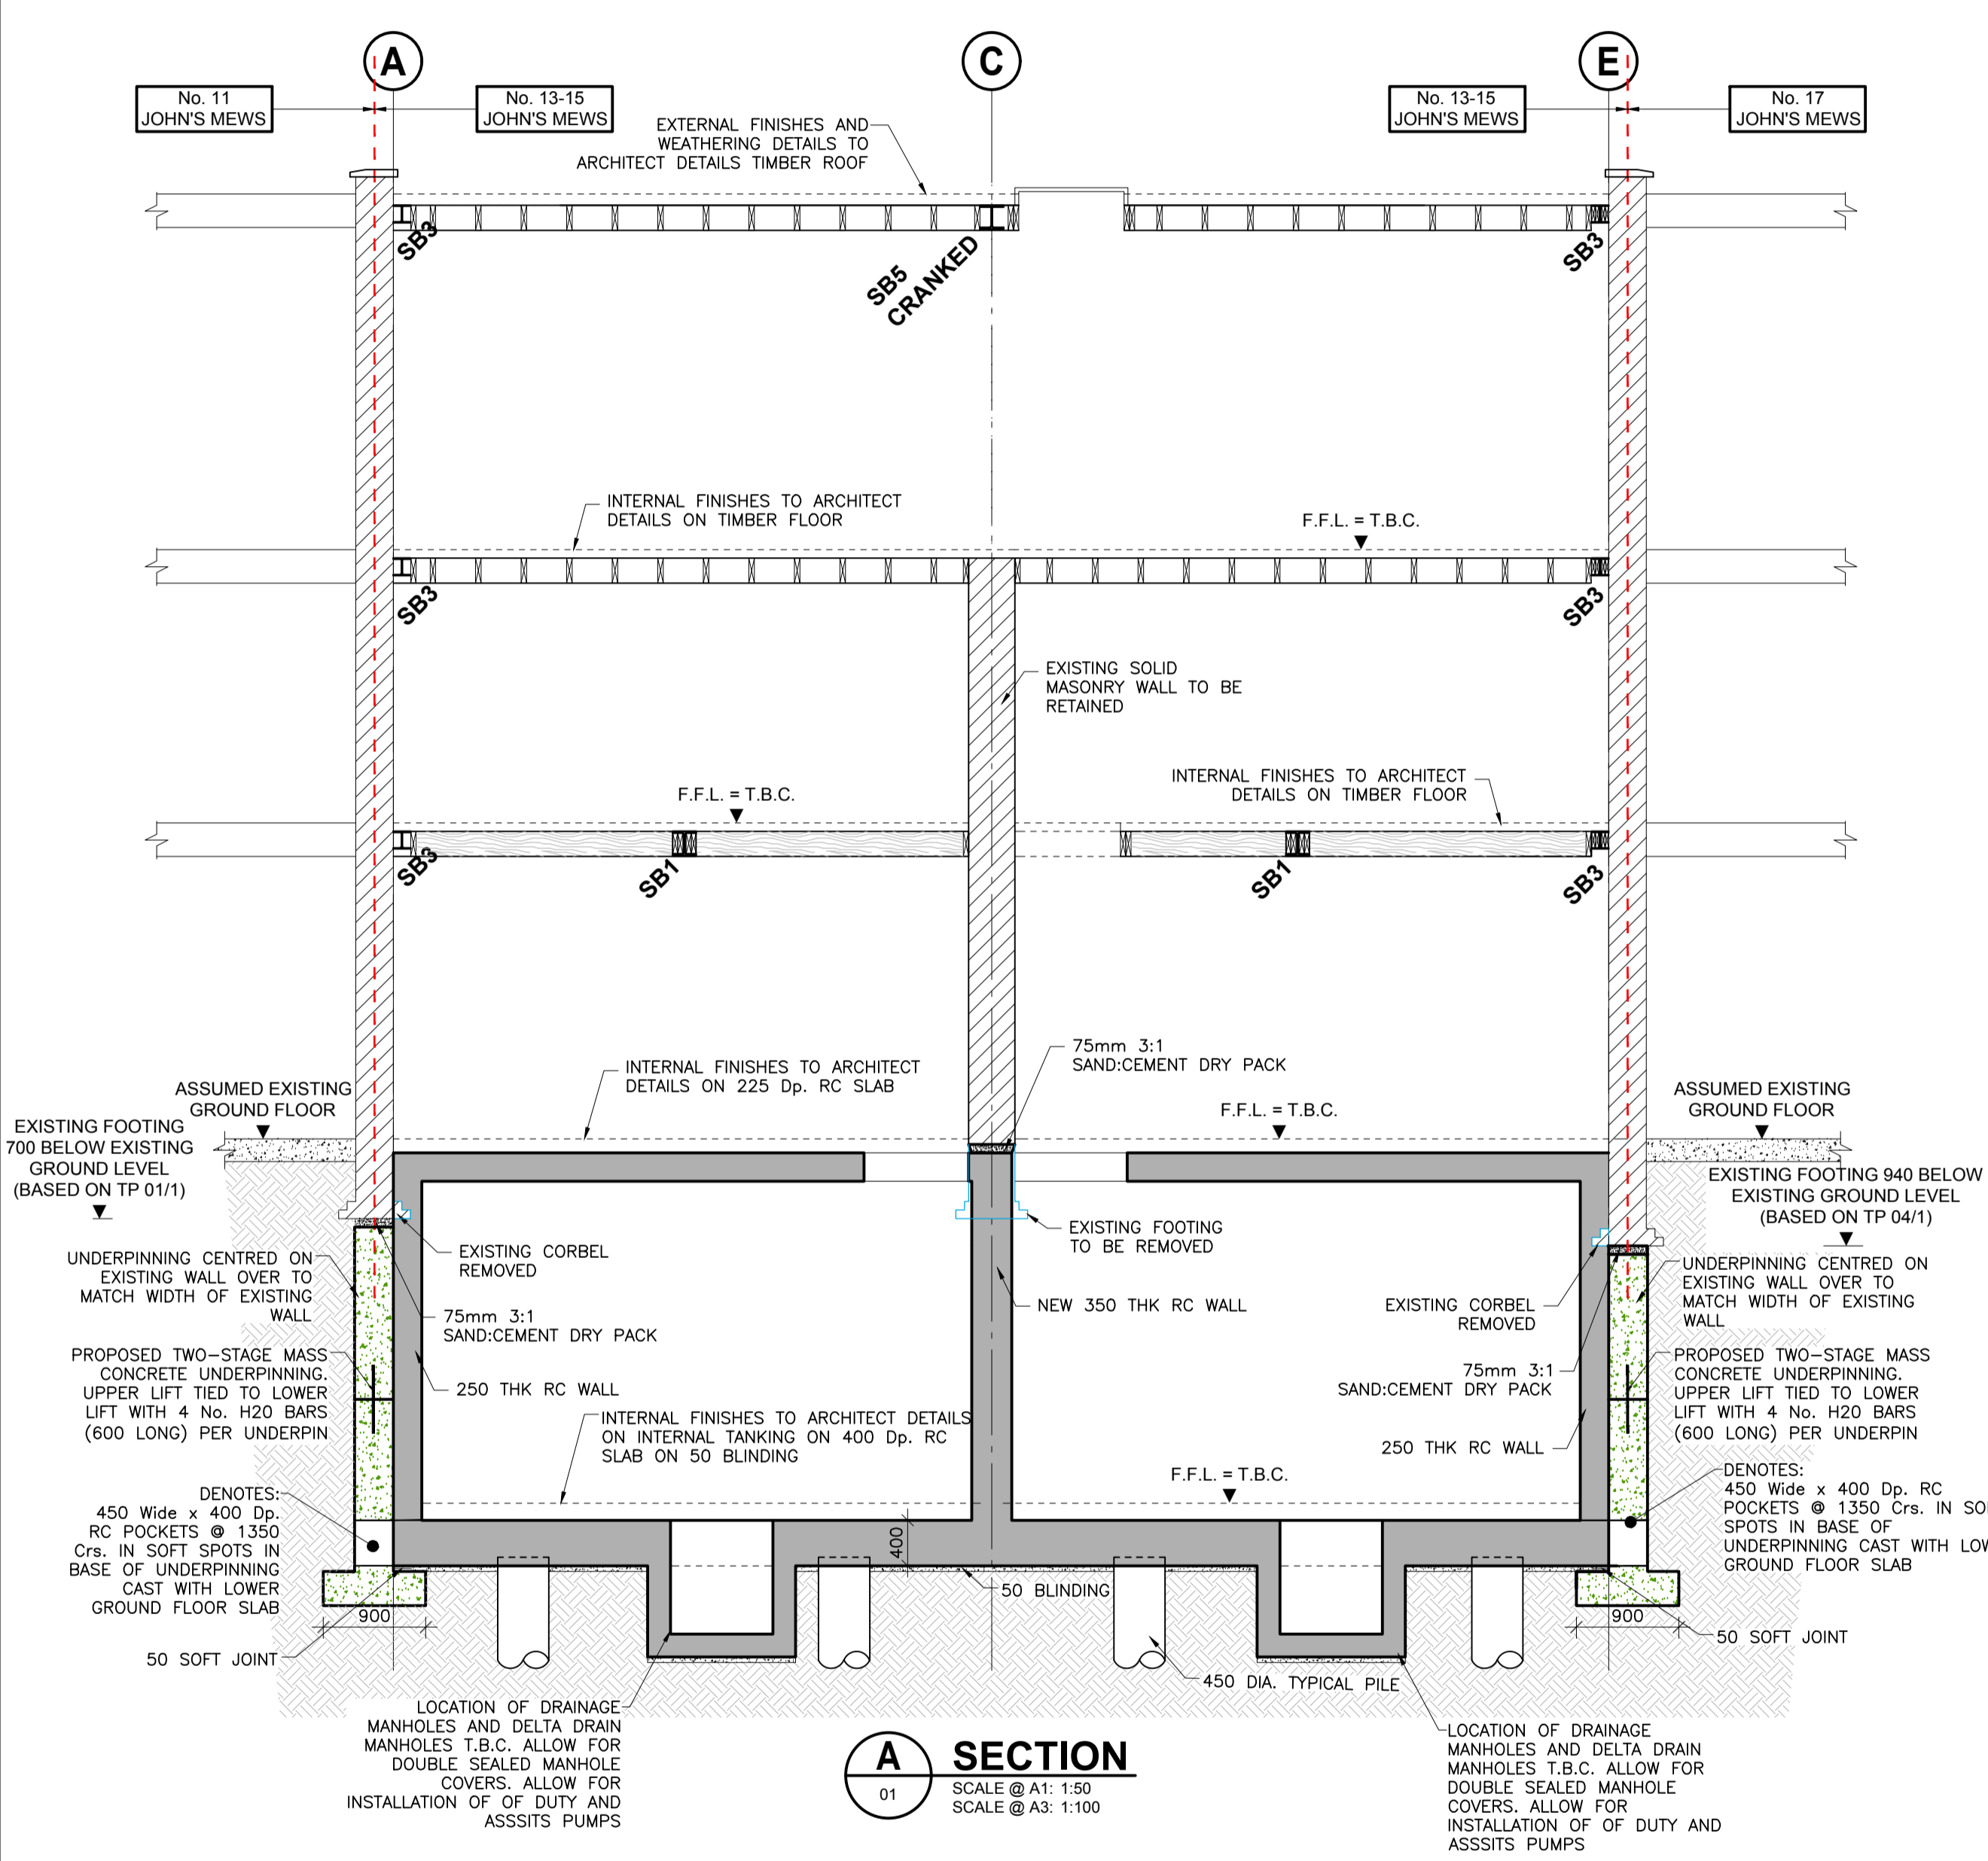 A
C
E
No. 11
JOHN'S MEWS
No. 13-15
JOHN'S MEWS
No. 13-15
JOHN'S MEWS
No. 17
JOHN'S MEWS
EXTERNAL FINISHES AND
WEATHERING DETAILS TO
ARCHITECT DETAILS TIMBER ROOF
SB3
SB5
CRANKED
SB3
INTERNAL FINISHES TO ARCHITECT
DETAILS ON TIMBER FLOOR
F.F.L. = T.B.C.
SB3
SB3
EXISTING SOLID
MASONRY WALL TO BE
RETAINED
INTERNAL FINISHES TO ARCHITECT
DETAILS ON TIMBER FLOOR
F.F.L. = T.B.C.
SB3
SB1
SB1
SB3
75mm 3:1
SAND:CEMENT DRY PACK
INTERNAL FINISHES TO ARCHITECT
DETAILS ON 225 Dp. RC SLAB
ASSUMED EXISTING
GROUND FLOOR
ASSUMED EXISTING
GROUND FLOOR
F.F.L. = T.B.C.
EXISTING FOOTING
700 BELOW EXISTING
GROUND LEVEL
(BASED ON TP 01/1)
EXISTING FOOTING 940 BELOW
EXISTING GROUND LEVEL
(BASED ON TP 04/1)
EXISTING FOOTING
TO BE REMOVED
EXISTING CORBEL
REMOVED
UNDERPINNING CENTRED ON
EXISTING WALL OVER TO
MATCH WIDTH OF EXISTING
WALL
UNDERPINNING CENTRED ON
EXISTING WALL OVER TO
MATCH WIDTH OF EXISTING
WALL
NEW 350 THK RC WALL
EXISTING CORBEL
REMOVED
75mm 3:1
SAND:CEMENT DRY PACK
PROPOSED TWO-STAGE MASS
CONCRETE UNDERPINNING.
UPPER LIFT TIED TO LOWER
LIFT WITH 4 No. H20 BARS
(600 LONG) PER UNDERPIN
75mm 3:1
SAND:CEMENT DRY PACK
PROPOSED TWO-STAGE MASS
CONCRETE UNDERPINNING.
UPPER LIFT TIED TO LOWER
LIFT WITH 4 No. H20 BARS
(600 LONG) PER UNDERPIN
250 THK RC WALL
INTERNAL FINISHES TO ARCHITECT DETAILS
ON INTERNAL TANKING ON 400 Dp. RC
SLAB ON 50 BLINDING
250 THK RC WALL
F.F.L. = T.B.C.
DENOTES:
450 Wide x 400 Dp.
RC POCKETS @ 1350
Crs. IN SOFT SPOTS IN
BASE OF UNDERPINNING
CAST WITH LOWER
GROUND FLOOR SLAB
DENOTES:
450 Wide x 400 Dp. RC
POCKETS @ 1350 Crs. IN SO
SPOTS IN BASE OF
UNDERPINNING CAST WITH LOW
GROUND FLOOR SLAB
400
50 BLINDING
900
900
50 SOFT JOINT
50 SOFT JOINT
450 DIA. TYPICAL PILE
LOCATION OF DRAINAGE
MANHOLES AND DELTA DRAIN
MANHOLES T.B.C. ALLOW FOR
DOUBLE SEALED MANHOLE
COVERS. ALLOW FOR
INSTALLATION OF OF DUTY AND
ASSSITS PUMPS
LOCATION OF DRAINAGE
MANHOLES AND DELTA DRAIN
MANHOLES T.B.C. ALLOW FOR
DOUBLE SEALED MANHOLE
COVERS. ALLOW FOR
INSTALLATION OF OF DUTY AND
ASSSITS PUMPS
A
01
SECTION
SCALE @ A1: 1:50
SCALE @ A3: 1:100